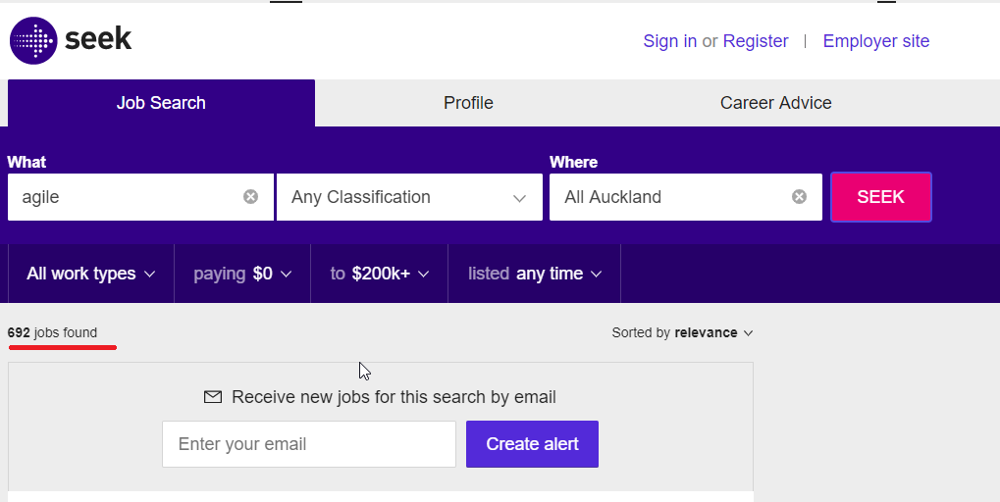 seek
Sign in or Register | Employer site
Job Search Profile Career Advice
What Where
agile Any Classification All Auckland SEEK
All work types paying $0 to $200k+ listed any time
692 jobs found Sorted by relevance
Receive new jobs for this search by email
Enter your email Create alert